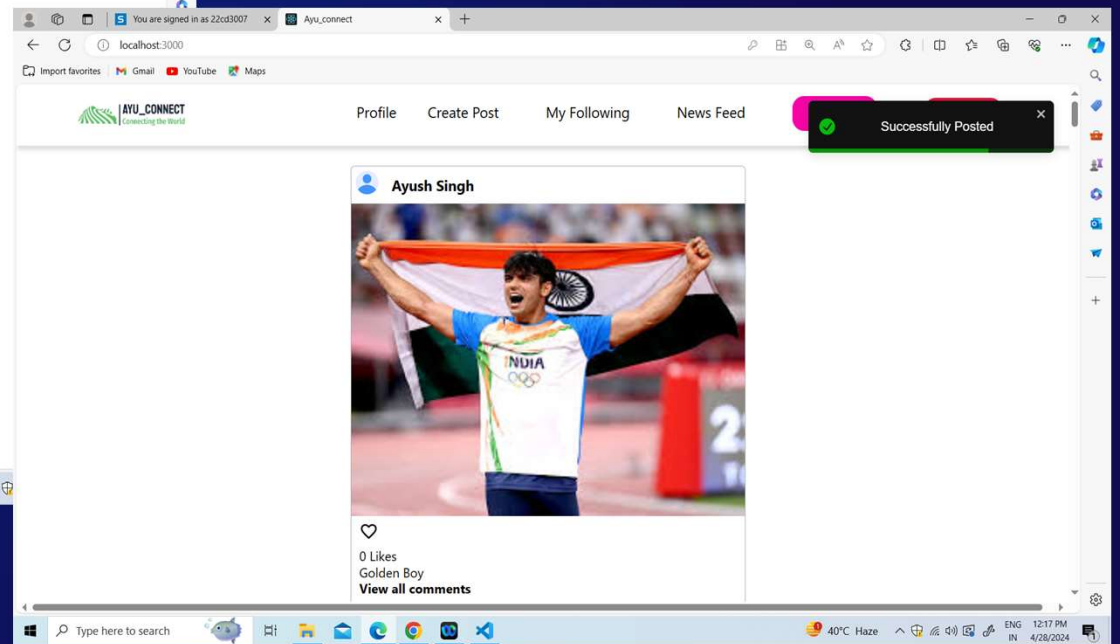 You are signed in as 22cd3007
Ayu_connect
localhost:3000
Import favorites
Gmail
YouTube
Maps
AYU_CONNECT
Connecting the World
Profile
Create Post
My Following
News Feed
Successfully Posted
Ayush Singh
INDIA
2
0 Likes
Golden Boy
View all comments
Type here to search
40°C Haze
ENG
IN
12:17 PM
4/28/2024